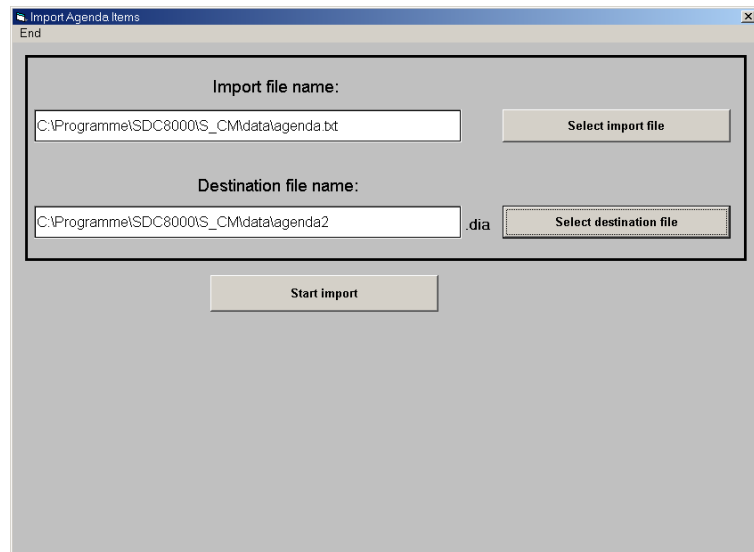 Import Agenda Items
End
Import file name:
C:\Programme\SDC8000\S_CM\data\agenda.txt
Select import file
Destination file name:
C:\Programme\SDC8000\S_CM\data\agenda2
.dia
Select destination file
Start import